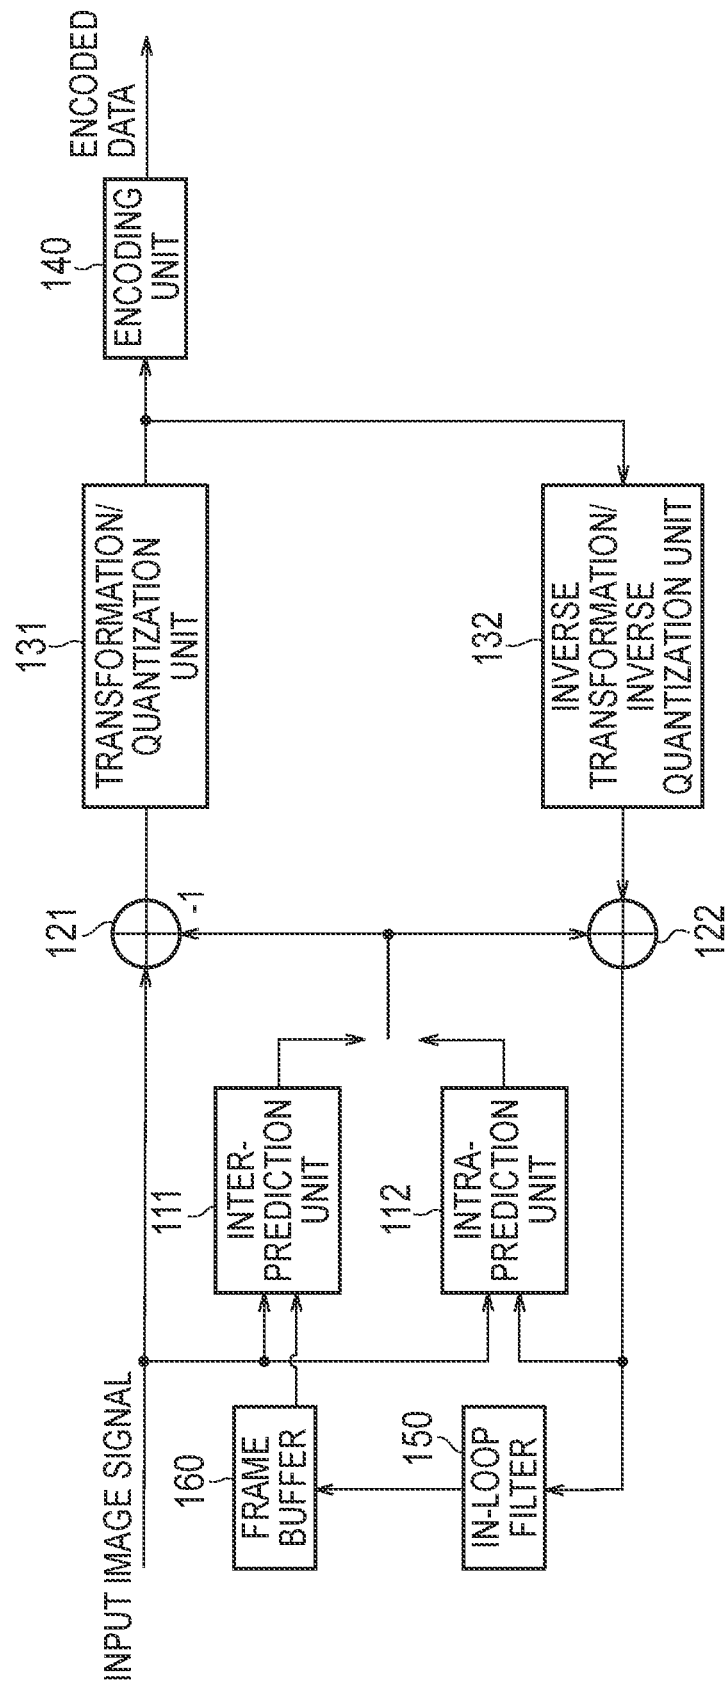 INPUT IMAGE SIGNAL
121
-1
131
TRANSFORMATION/
QUANTIZATION
UNIT
140
ENCODING
UNIT
ENCODED
DATA
160
FRAME
BUFFER
111
INTER-
PREDICTION
UNIT
150
IN-LOOP
FILTER
112
INTRA-
PREDICTION
UNIT
122
132
INVERSE
TRANSFORMATION/
INVERSE
QUANTIZATION UNIT